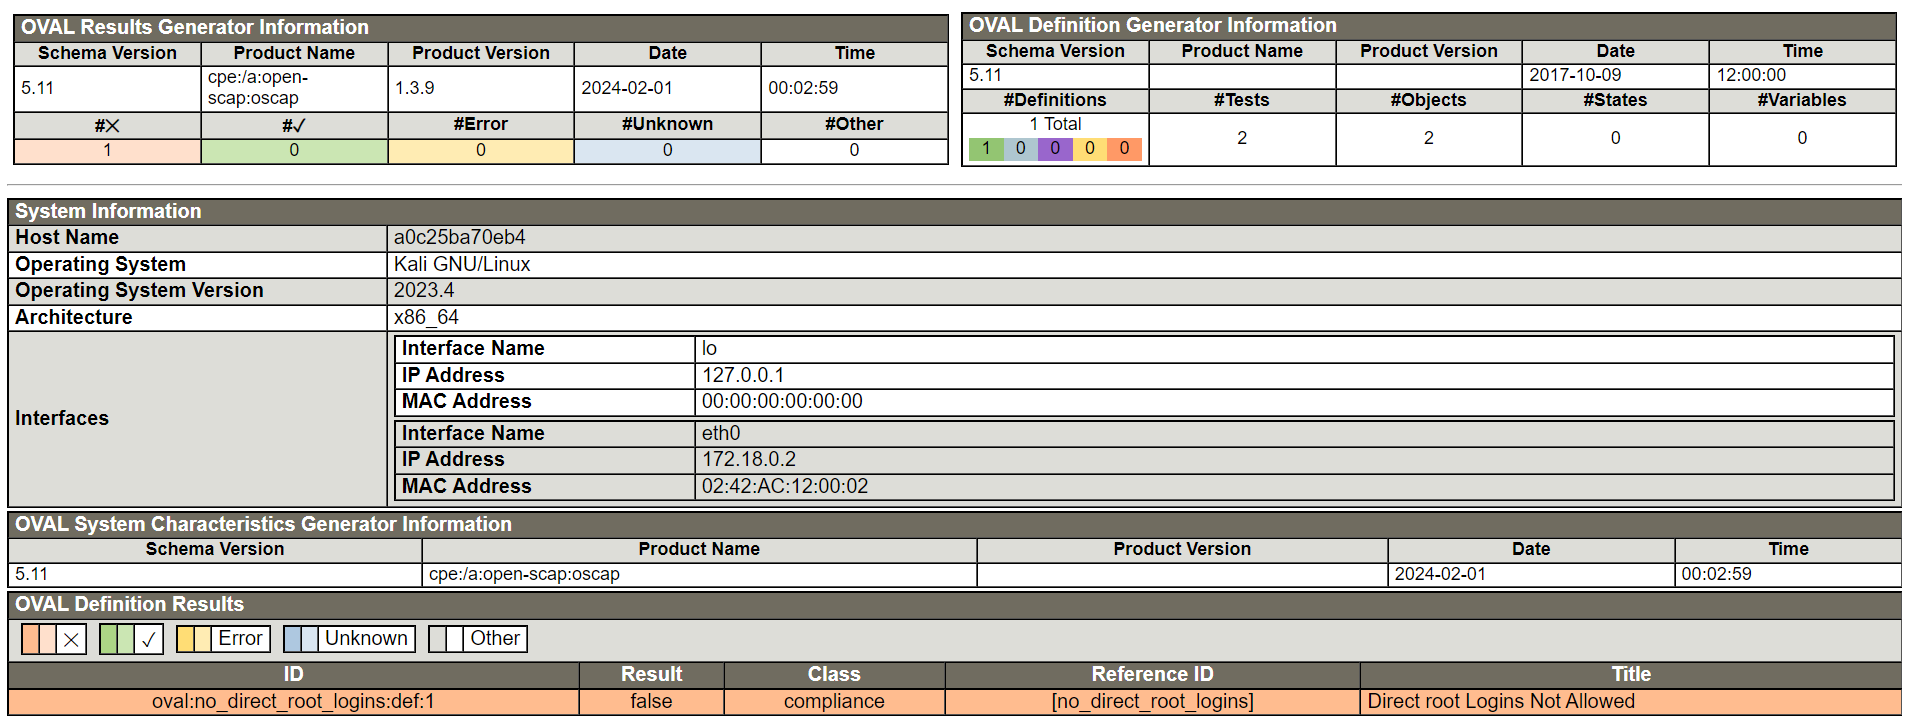 OVAL Results Generator Information
Schema Version Product Name Product Version Date Time
5.11 cpe:/a:open-scap:oscap 1.3.9 2024-02-01 00:02:59
#✕ #✓ #Error #Unknown #Other
1 0 0 0 0
OVAL Definition Generator Information
Schema Version Product Name Product Version Date Time
5.11 2017-10-09 12:00:00
#Definitions #Tests #Objects #States #Variables
1 Total 2 2 0 0
1 0 0 0 0
System Information
Host Name a0c25ba70eb4
Operating System Kali GNU/Linux
Operating System Version 2023.4
Architecture x86_64
Interfaces
Interface Name lo
IP Address 127.0.0.1
MAC Address 00:00:00:00:00:00
Interface Name eth0
IP Address 172.18.0.2
MAC Address 02:42:AC:12:00:02
OVAL System Characteristics Generator Information
Schema Version Product Name Product Version Date Time
5.11 cpe:/a:open-scap:oscap 2024-02-01 00:02:59
OVAL Definition Results
✕ ✓ Error Unknown Other
ID Result Class Reference ID Title
oval:no_direct_root_logins:def:1 false compliance [no_direct_root_logins] Direct root Logins Not Allowed